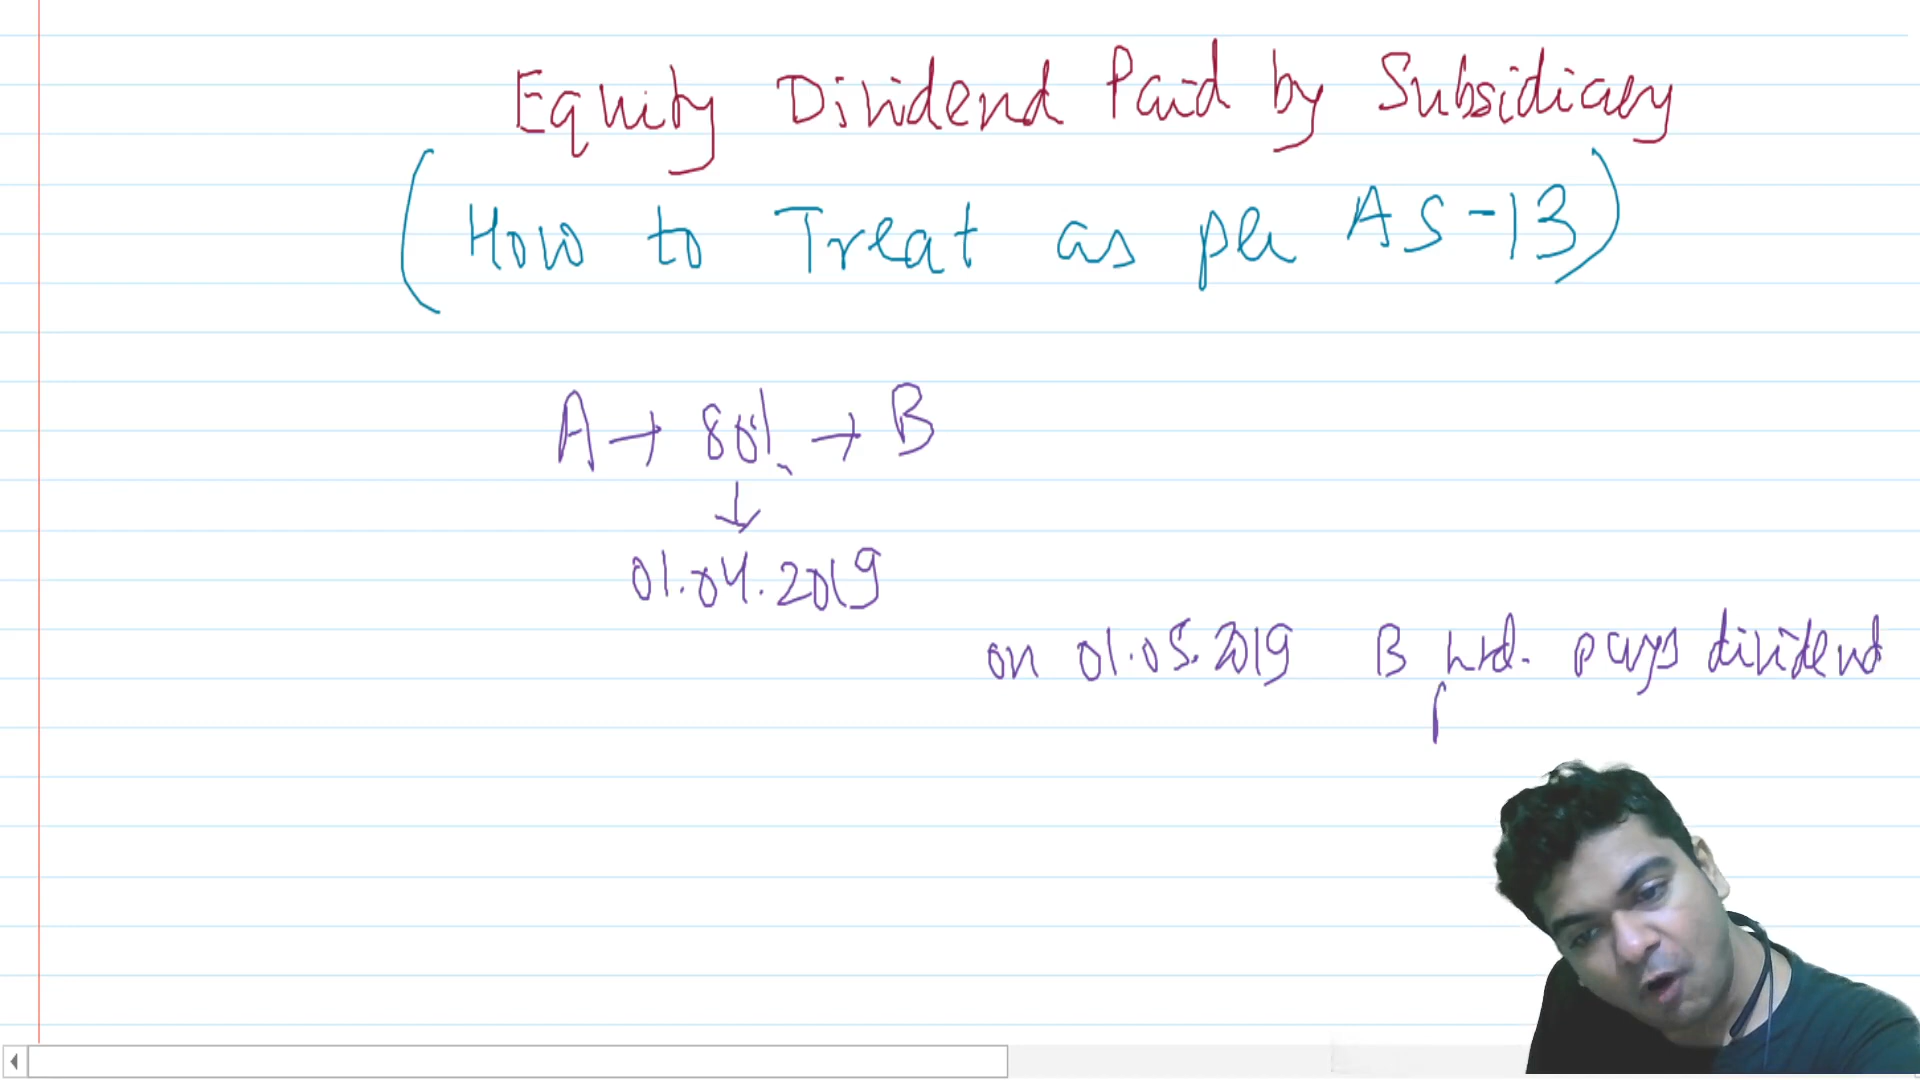 Equity Dividend Paid by Subsidiary
(How to Treat as per AS-13)
A → 80% → B
↓
01.04.2019
on 01.05.2019 B Ltd. pays dividend